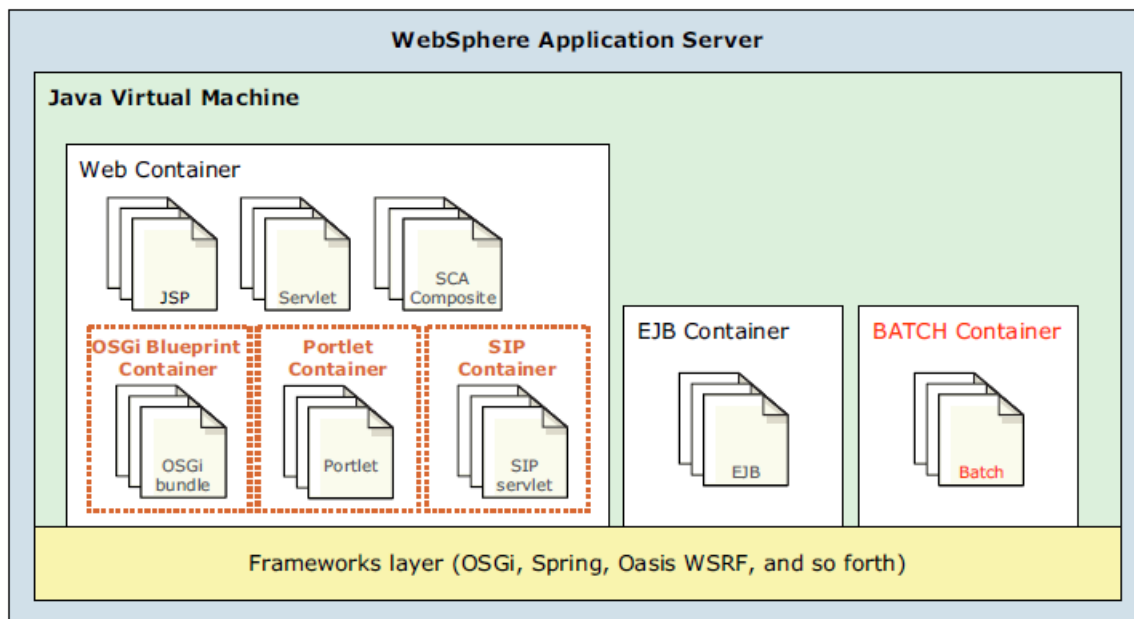 WebSphere Application Server
Java Virtual Machine
Web Container
JSP
Servlet
SCA
Composite
OSGi Blueprint
Container
OSGi
bundle
Portlet
Container
Portlet
SIP
Container
SIP
servlet
EJB Container
EJB
BATCH Container
Batch
Frameworks layer (OSGi, Spring, Oasis WSRF, and so forth)